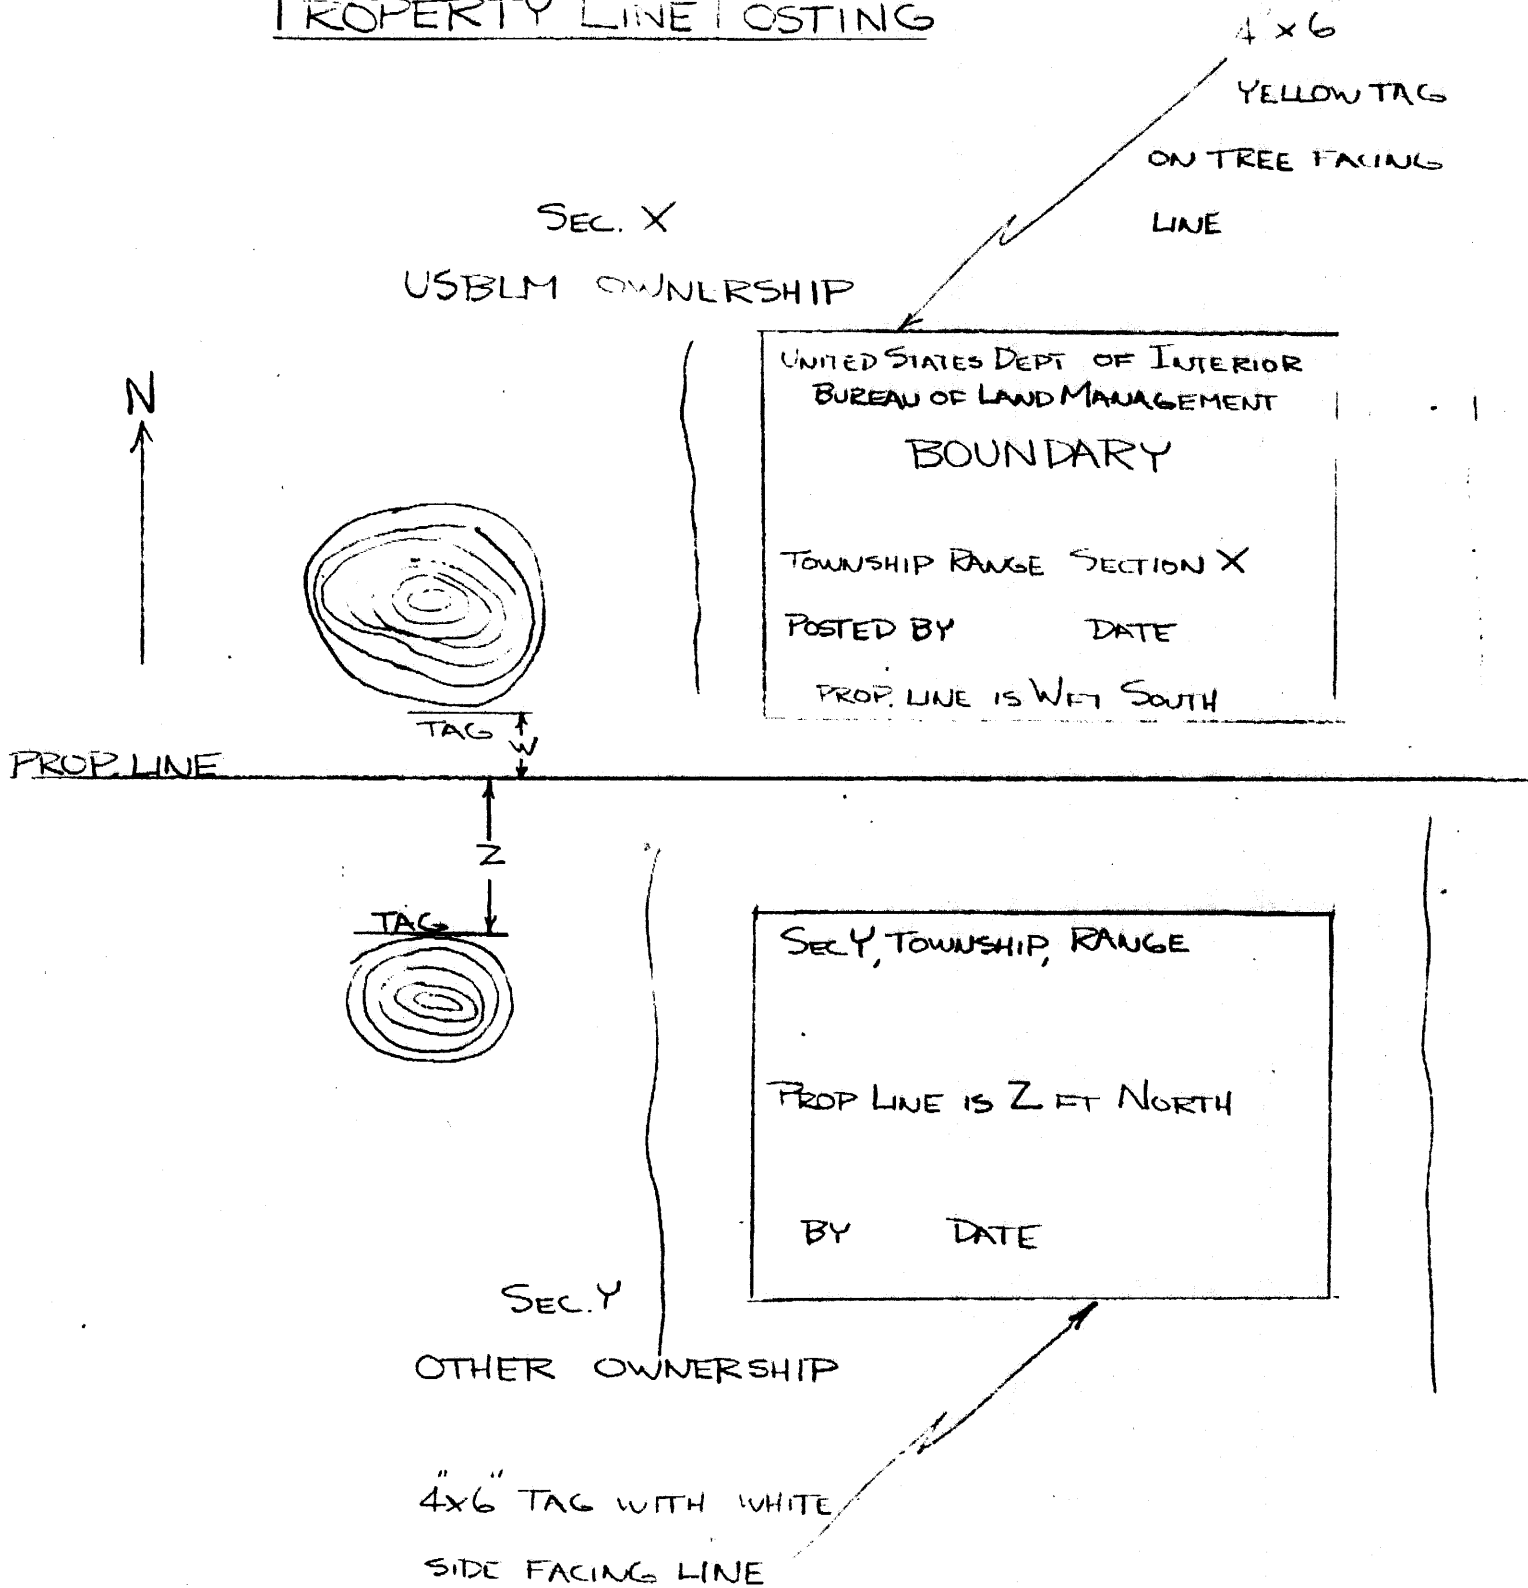 PROPERTY LINE POSTING
4"x6
YELLOW TAG
ON TREE FACING
LINE
SEC. X
USBLM OWNERSHIP
N
UNITED STATES DEPT OF INTERIOR
BUREAU OF LAND MANAGEMENT
BOUNDARY
TOWNSHIP RANGE SECTION X
POSTED BY DATE
PROP. LINE IS W FT SOUTH
TAG
W
PROP. LINE
Z
TAG
SEC Y, TOWNSHIP, RANGE
PROP LINE IS Z FT NORTH
BY DATE
SEC. Y
OTHER OWNERSHIP
4"x6" TAG WITH WHITE
SIDE FACING LINE